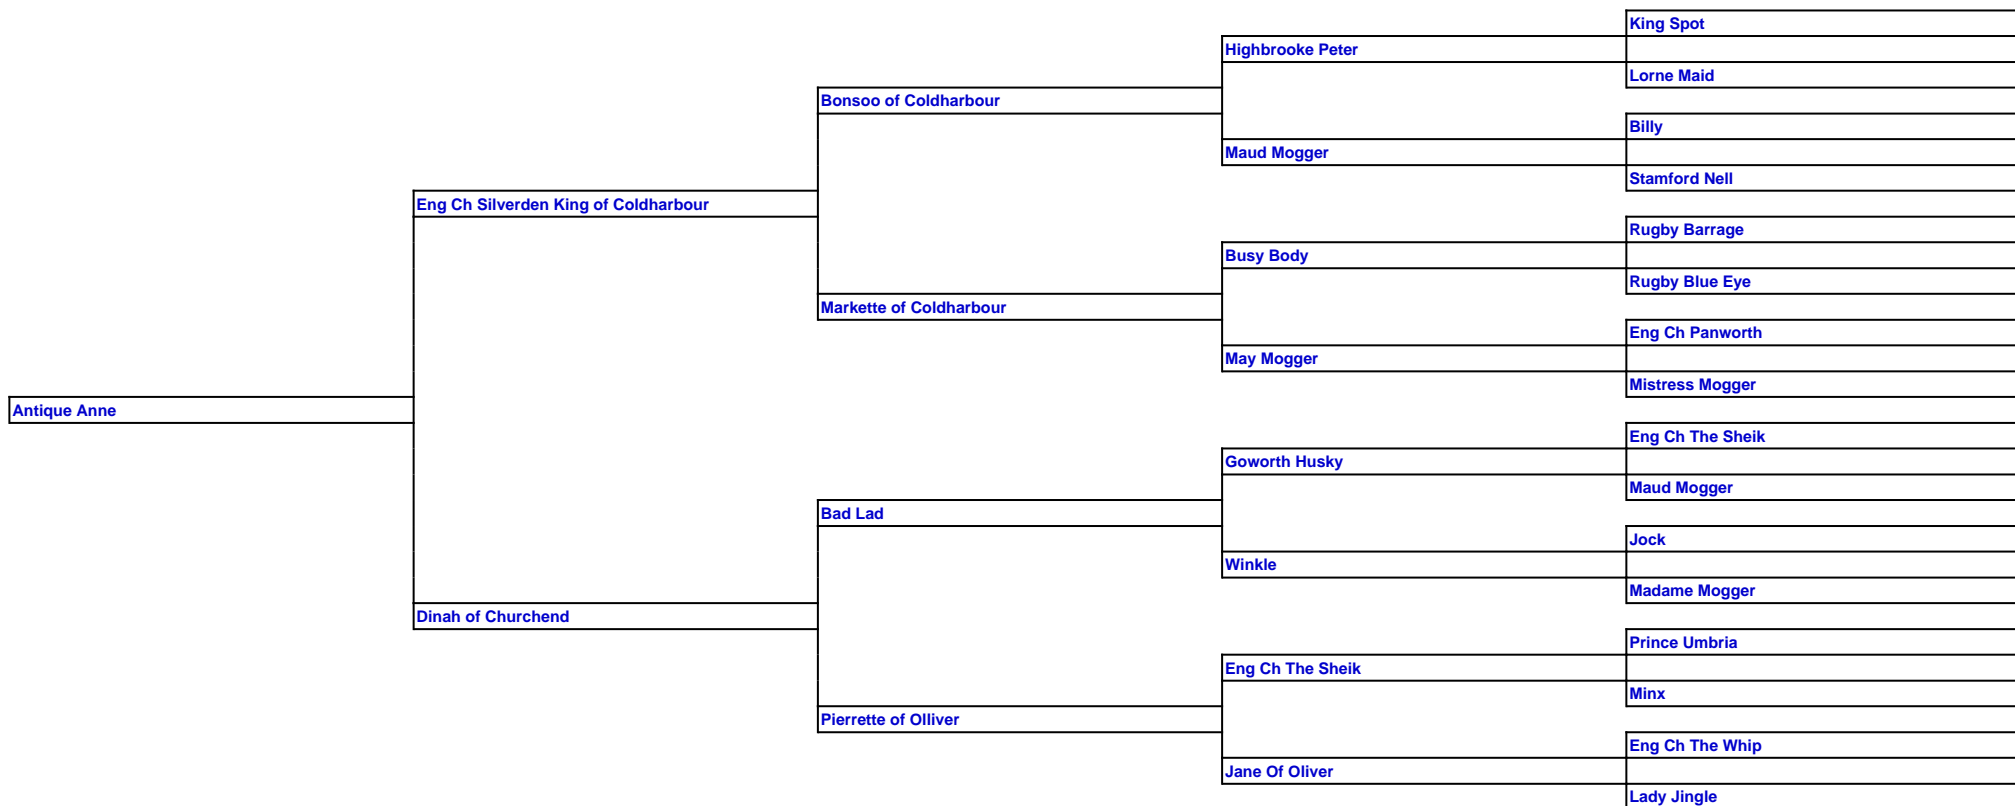 King Spot
Highbrooke Peter
Lorne Maid
Bonsoo of Coldharbour
Billy
Maud Mogger
Stamford Nell
Eng Ch Silverden King of Coldharbour
Rugby Barrage
Busy Body
Rugby Blue Eye
Markette of Coldharbour
Eng Ch Panworth
May Mogger
Mistress Mogger
Antique Anne
Eng Ch The Sheik
Goworth Husky
Maud Mogger
Bad Lad
Jock
Winkle
Madame Mogger
Dinah of Churchend
Prince Umbria
Eng Ch The Sheik
Minx
Pierrette of Olliver
Eng Ch The Whip
Jane Of Oliver
Lady Jingle